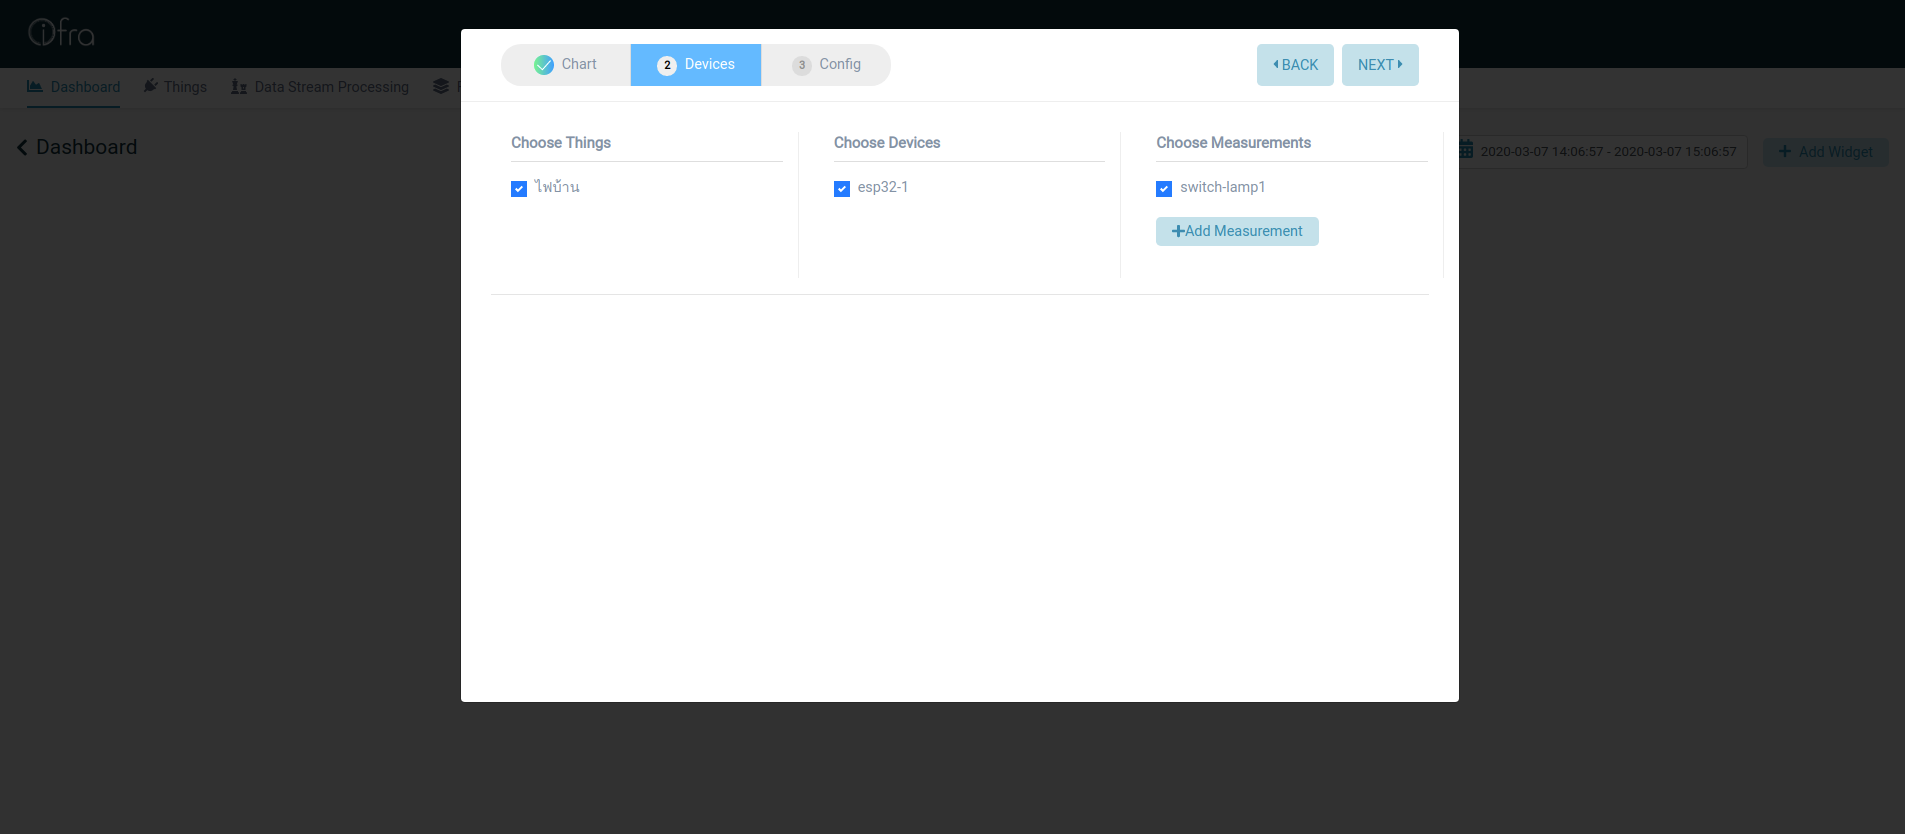 ifra
Chart
2 Devices
3 Config
BACK
NEXT
Dashboard
Things
Data Stream Processing
Dashboard
2020-03-07 14:06:57 - 2020-03-07 15:06:57
Add Widget
Choose Things
Choose Devices
Choose Measurements
ไฟบ้าน
esp32-1
switch-lamp1
Add Measurement